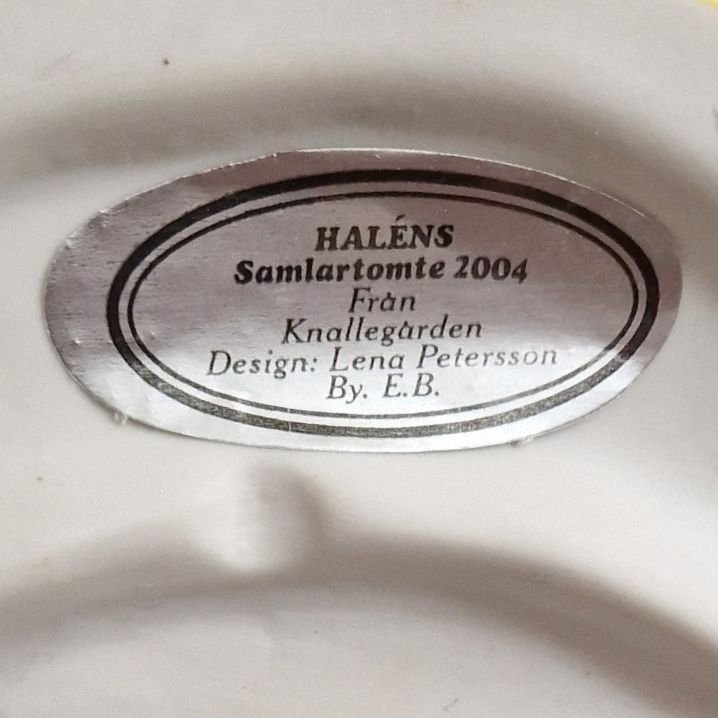 HALÉNS
Samlartomte 2004
Från
Knallegården
Design: Lena Petersson
By. E.B.